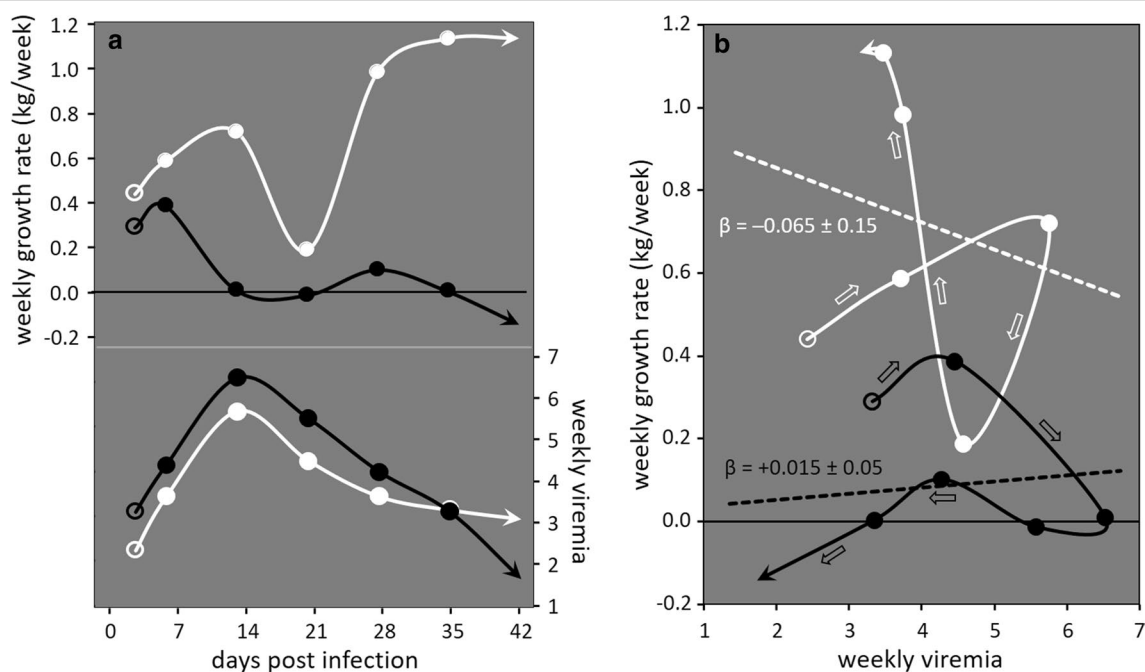 a
weekly growth rate (kg/week)
1.2
1.0
0.8
0.6
0.4
0.2
0.0
-0.2
7
6
5
4
3
2
1
weekly viremia
0 7 14 21 28 35 42
days post infection
b
weekly growth rate (kg/week)
1.2
1.0
0.8
0.6
0.4
0.2
0.0
-0.2
β = –0.065 ± 0.15
β = +0.015 ± 0.05
1 2 3 4 5 6 7
weekly viremia